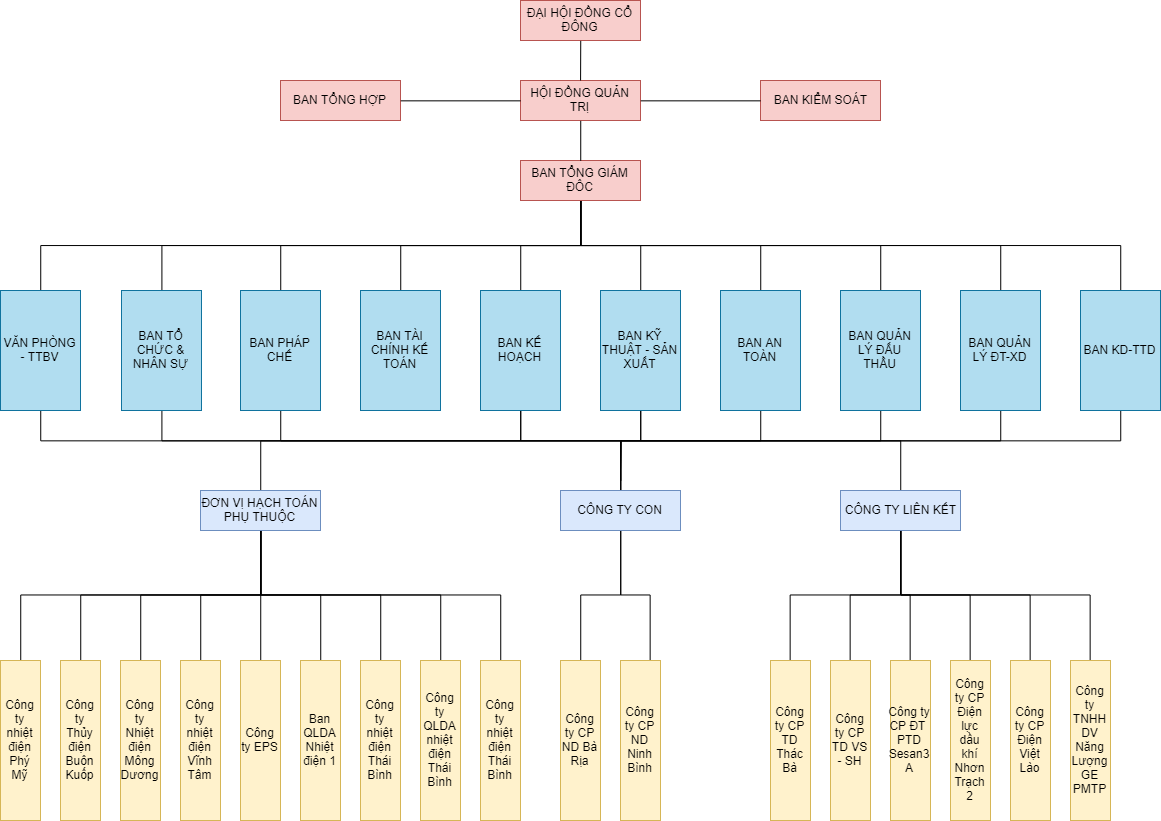 ĐẠI HỘI ĐỒNG CỔ
ĐÔNG
BAN TỔNG HỢP
HỘI ĐỒNG QUẢN
TRỊ
BAN KIỂM SOÁT
BAN TỔNG GIÁM
ĐỐC
VĂN PHÒNG
- TTBV
BAN TỔ
CHỨC &
NHÂN SỰ
BAN PHÁP
CHẾ
BAN TÀI
CHÍNH KẾ
TOÁN
BAN KẾ
HOẠCH
BAN KỸ
THUẬT - SẢN
XUẤT
BAN AN
TOÀN
BAN QUẢN
LÝ ĐẤU
THẦU
BAN QUẢN
LÝ ĐT-XD
BAN KD-TTD
ĐƠN VỊ HẠCH TOÁN
PHỤ THUỘC
CÔNG TY CON
CÔNG TY LIÊN KẾT
Công
ty
nhiệt
điện
Phý
Mỹ
Công
ty
Thủy
điện
Buôn
Kuốp
Công
ty
Nhiệt
điện
Mông
Dương
Công
ty
nhiệt
điện
Vĩnh
Tâm
Công
ty EPS
Ban
QLDA
Nhiệt
điện 1
Công
ty
nhiệt
điện
Thái
Bình
Công
ty
QLDA
nhiệt
điện
Thái
Bình
Công
ty
nhiệt
điện
Thái
Bình
Công
ty CP
ND Bả
Rịa
Công
ty CP
ND
Ninh
Bình
Công
ty CP
TD
Thác
Bà
Công
ty CP
TD VS
- SH
Công ty
CP ĐT
PTD
Sesan3
A
Công
ty CP
Điện
lực
dầu
khí
Nhơn
Trạch
2
Công
ty CP
Điện
Việt
Lào
Công
ty
TNHH
DV
Năng
Lượng
GE
PMTP